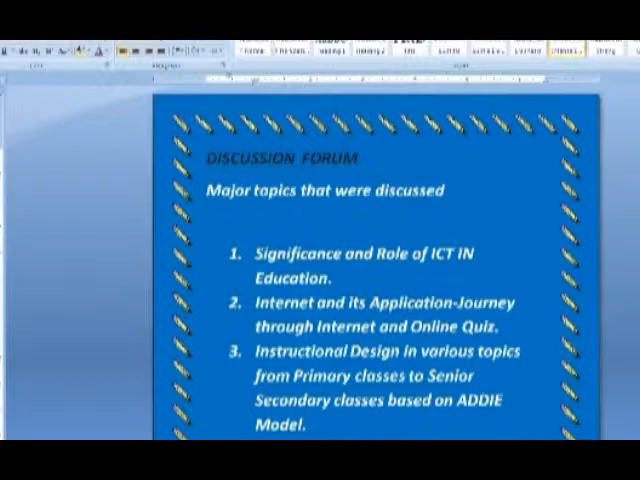 DISCUSSION FORUM
Major topics that were discussed
1. Significance and Role of ICT IN
Education.
2. Internet and its Application-Journey
through Internet and Online Quiz.
3. Instructional Design in various topics
from Primary classes to Senior
Secondary classes based on ADDIE
Model.